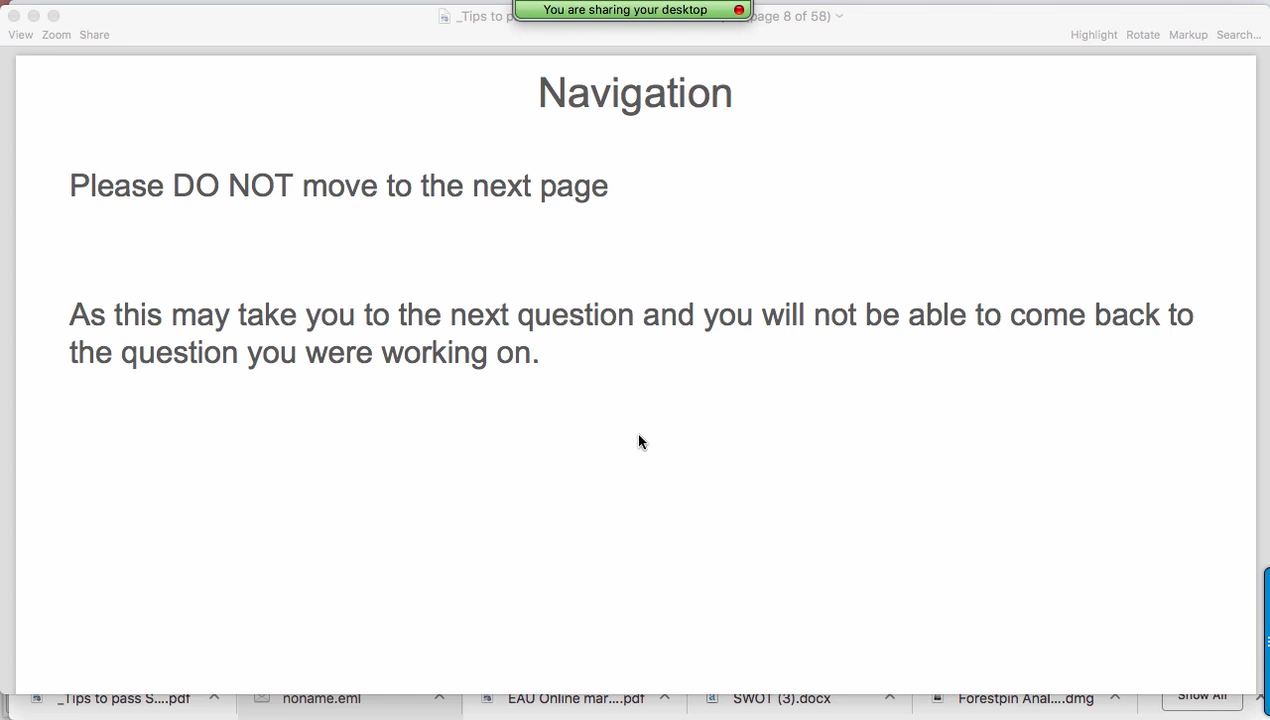 You are sharing your desktop
_Tips to p
page 8 of 58)
View Zoom Share
Highlight Rotate Markup Search...
Navigation
Please DO NOT move to the next page
As this may take you to the next question and you will not be able to come back to
the question you were working on.
_Tips to pass S....pdf
noname.eml
EAU Online mar....pdf
SWOT (3).docx
Forestpin Anal....dmg
Show All